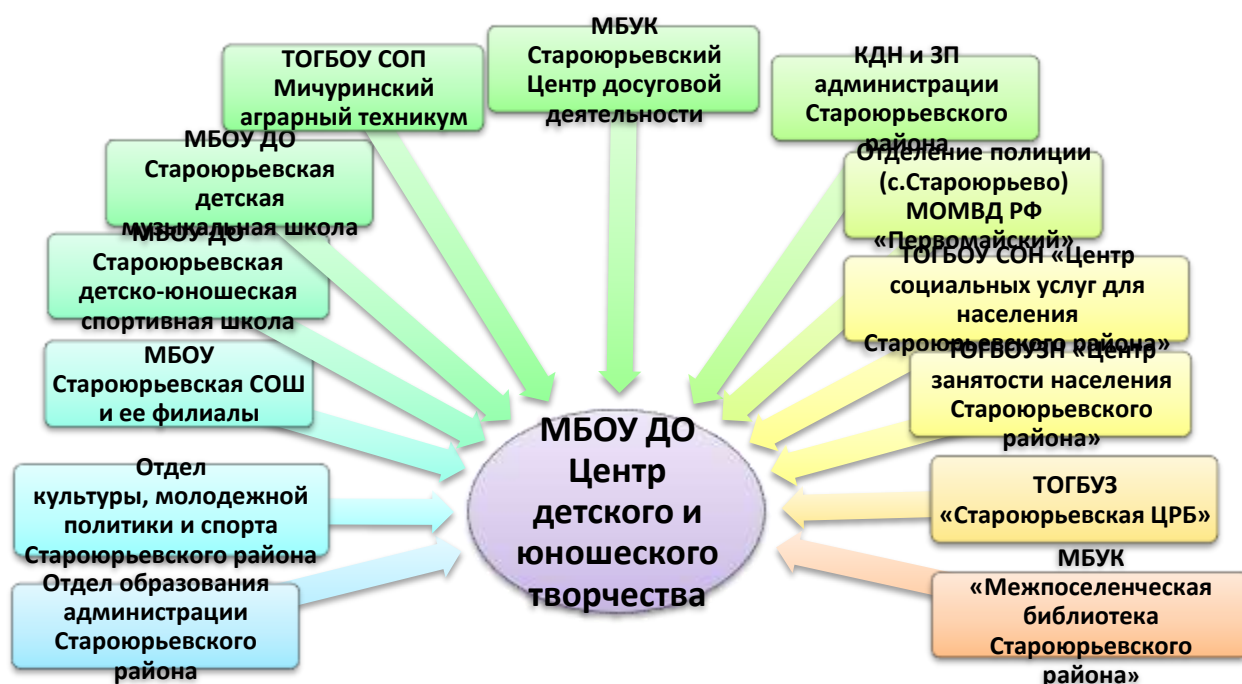 МБУК
Староюрьевский
Центр досуговой
деятельности
ТОГБОУ СОП
Мичуринский
аграрный техникум
КДН и ЗП
администрации
Староюрьевского
района
МБОУ ДО
Староюрьевская
детская
музыкальная школа
Отделение полиции
(с.Староюрьево)
МОМВД РФ
«Первомайский»
МБОУ ДО
Староюрьевская
детско-юношеская
спортивная школа
ТОГБОУ СОН «Центр
социальных услуг для
населения
Староюрьевского района»
МБОУ
Староюрьевская СОШ
и ее филиалы
ТОГБОУЗН «Центр
занятости населения
Староюрьевского
района»
МБОУ ДО
Центр
детского и
юношеского
творчества
Отдел
культуры, молодежной
политики и спорта
Староюрьевского района
ТОГБУЗ
«Староюрьевская ЦРБ»
Отдел образования
администрации
Староюрьевского
района
МБУК
«Межпоселенческая
библиотека
Староюрьевского
района»